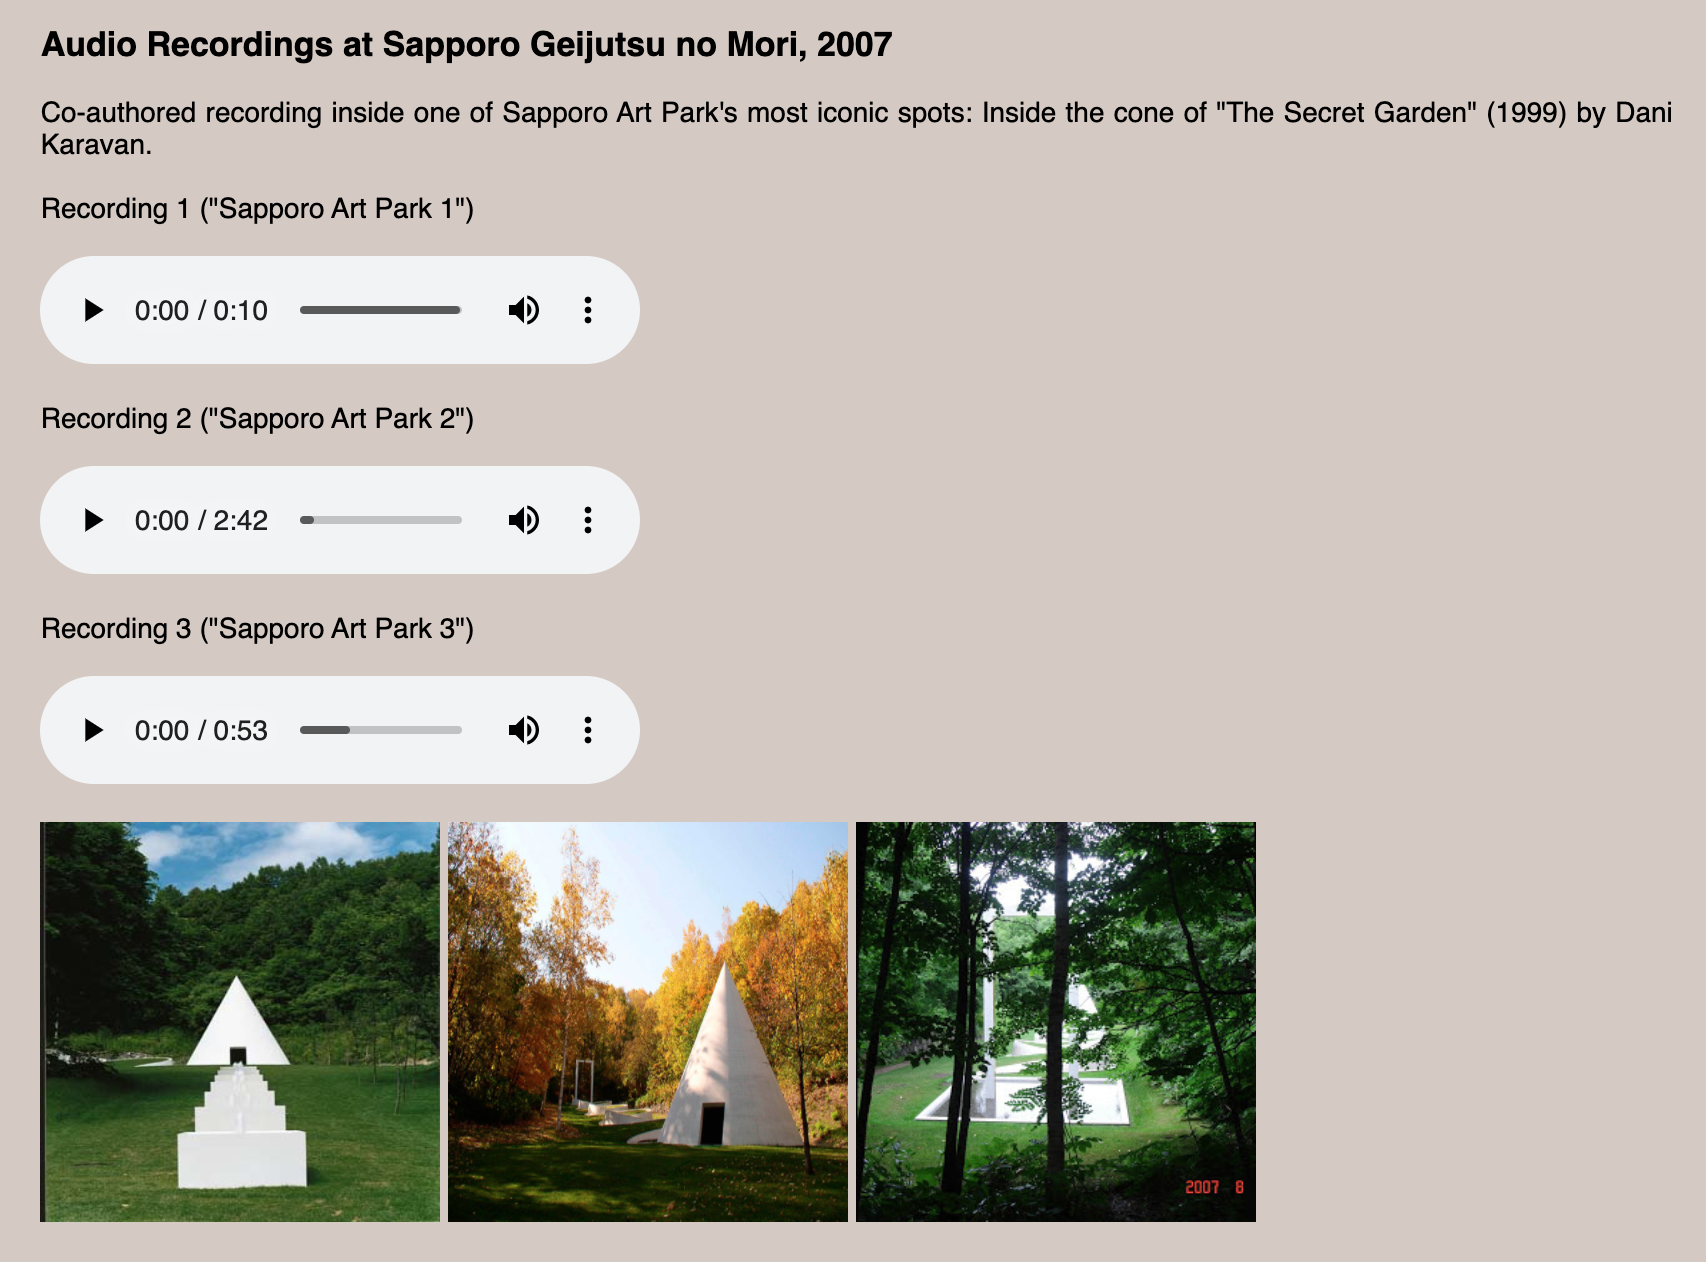 Audio Recordings at Sapporo Geijutsu no Mori, 2007
Co-authored recording inside one of Sapporo Art Park's most iconic spots: Inside the cone of "The Secret Garden" (1999) by Dani
Karavan.
Recording 1 ("Sapporo Art Park 1")
0:00 / 0:10
Recording 2 ("Sapporo Art Park 2")
0:00 / 2:42
Recording 3 ("Sapporo Art Park 3")
0:00 / 0:53
2007 8